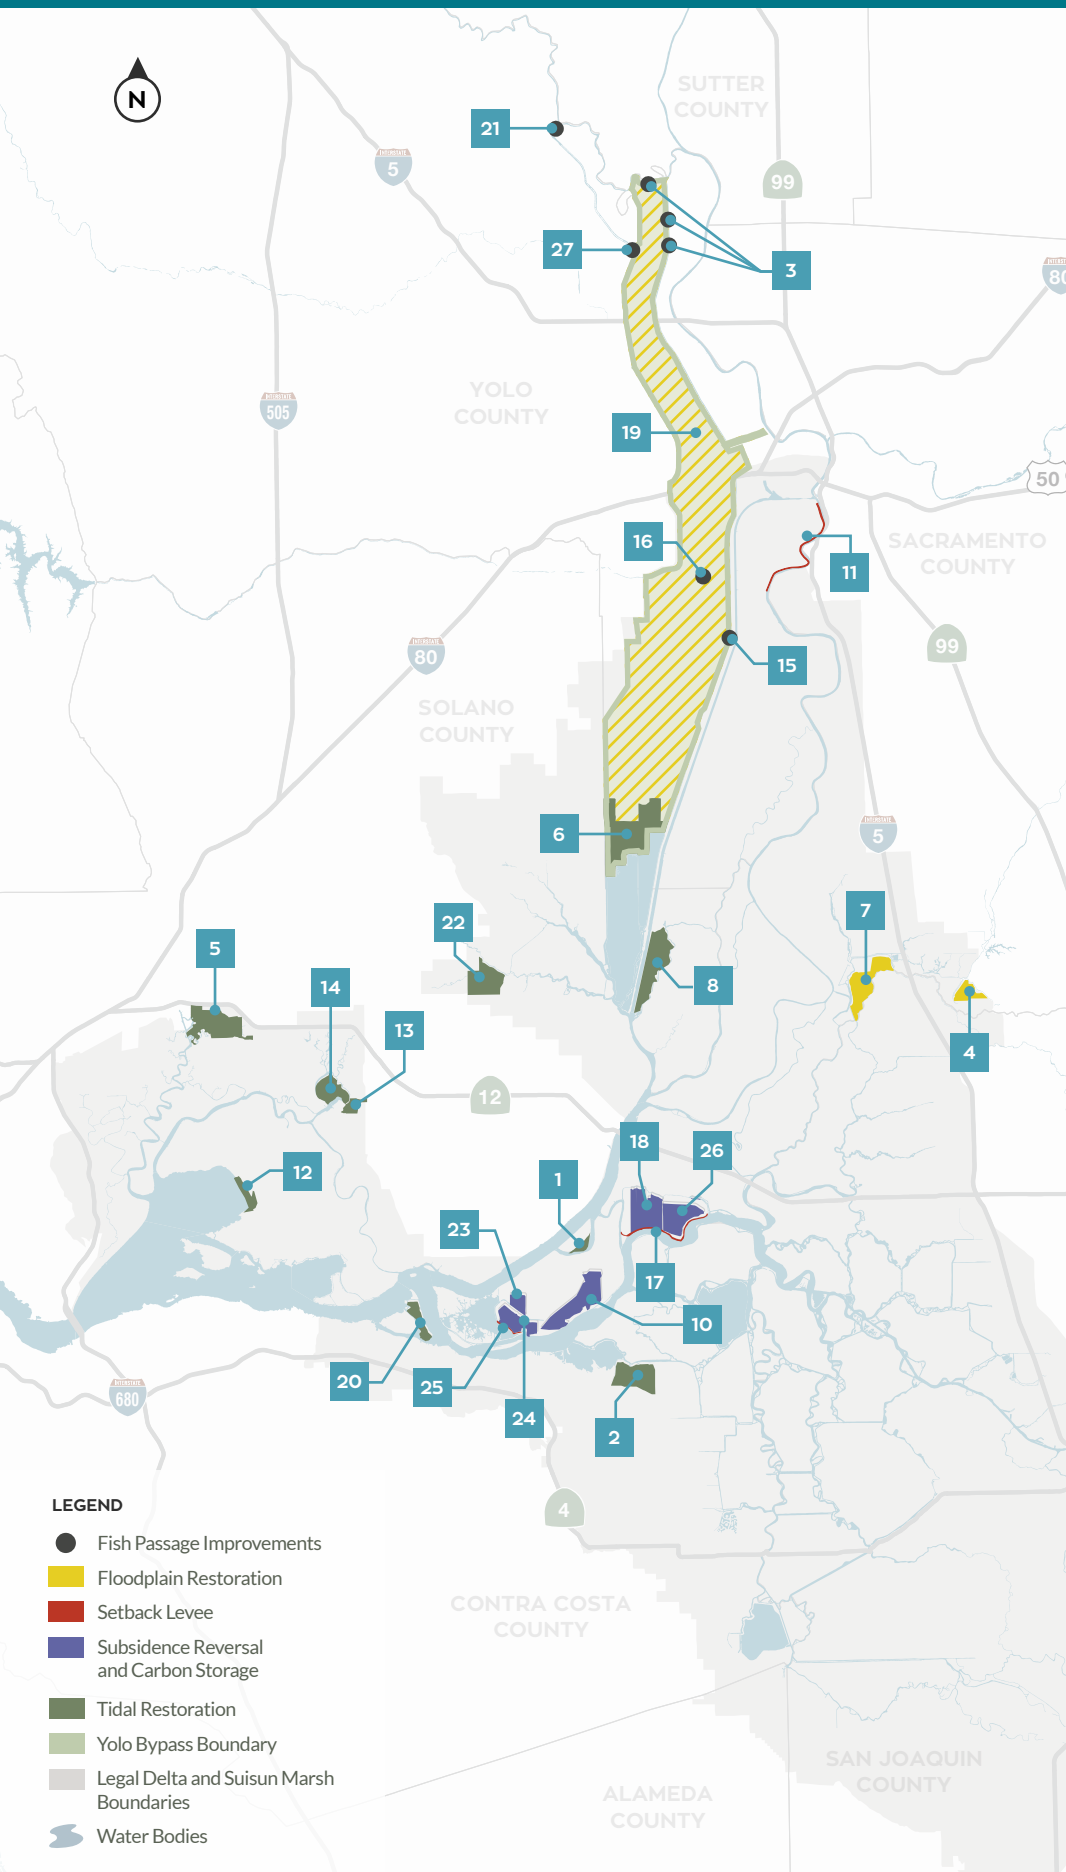 N
SUTTER
COUNTY
21
5
99
27
3
80
YOLO
COUNTY
505
19
50
16
SACRAMENTO
COUNTY
11
80
99
15
SOLANO
COUNTY
6
5
7
22
5
14
8
13
4
12
18
26
1
12
23
17
10
20
25
24
2
680
4
LEGEND
Fish Passage Improvements
Floodplain Restoration
Setback Levee
Subsidence Reversal
and Carbon Storage
Tidal Restoration
Yolo Bypass Boundary
Legal Delta and Suisun Marsh
Boundaries
Water Bodies
CONTRA COSTA
COUNTY
SAN JOAQUIN
COUNTY
ALAMEDA
COUNTY